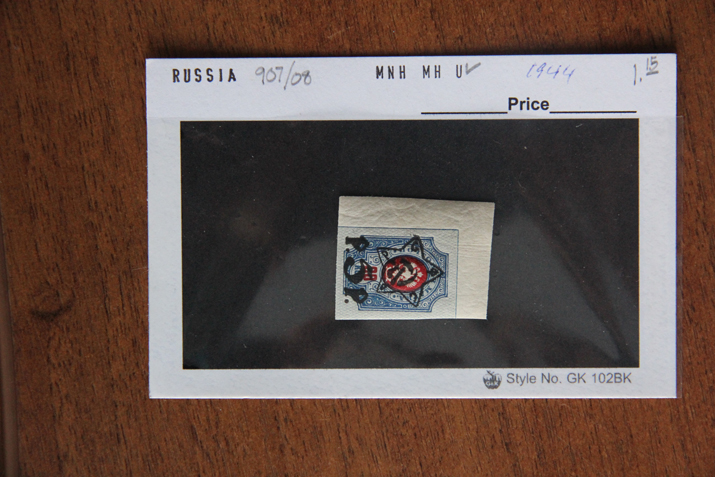 RUSSIA 907/08 MNH MH U✓ 1944 1.15
Price
Р.С.Ф.С.Р.
Style No. GK 102BK